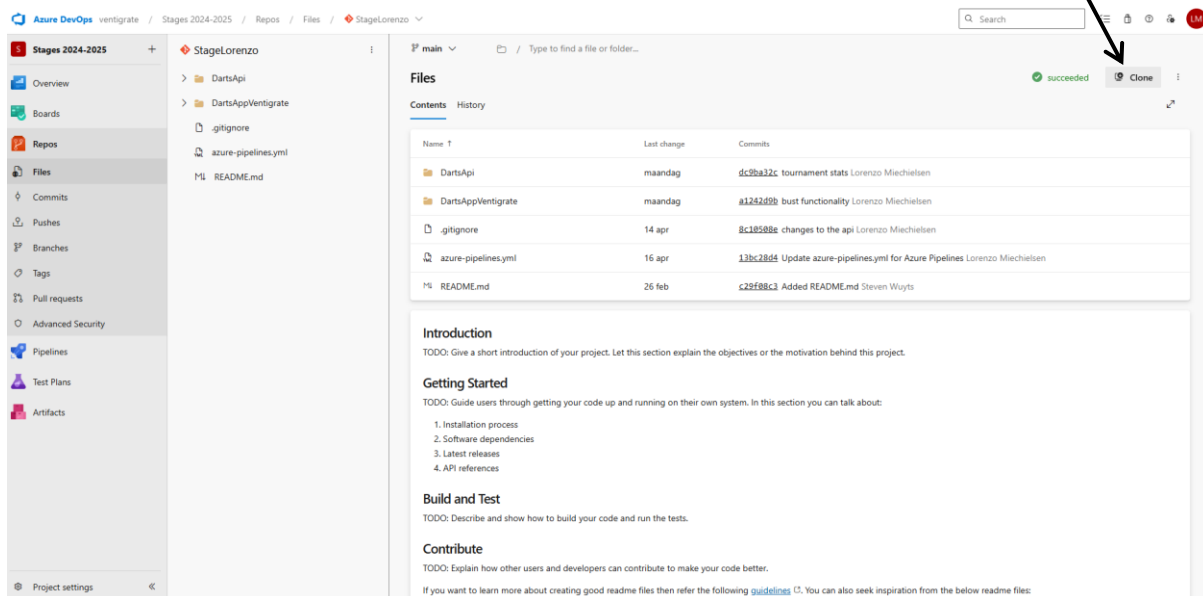 Azure DevOps ventigrate / Stages 2024-2025 / Repos / Files / StageLorenzo
Search
LM
S Stages 2024-2025 +
Overview
Boards
Repos
Files
Commits
Pushes
Branches
Tags
Pull requests
Advanced Security
Pipelines
Test Plans
Artifacts
Project settings
StageLorenzo
DartsApi
DartsAppVentigrate
.gitignore
azure-pipelines.yml
M↓ README.md
main / Type to find a file or folder...
Files succeeded Clone
Contents History
Name ↑ Last change Commits
DartsApi maandag dc9ba32c tournament stats Lorenzo Miechielsen
DartsAppVentigrate maandag a1242d9b bust functionality Lorenzo Miechielsen
.gitignore 14 apr 8c10508e changes to the api Lorenzo Miechielsen
azure-pipelines.yml 16 apr 13bc28d4 Update azure-pipelines.yml for Azure Pipelines Lorenzo Miechielsen
M↓ README.md 26 feb c29f08c3 Added README.md Steven Wuyts
Introduction
TODO: Give a short introduction of your project. Let this section explain the objectives or the motivation behind this project.
Getting Started
TODO: Guide users through getting your code up and running on their own system. In this section you can talk about:
1. Installation process
2. Software dependencies
3. Latest releases
4. API references
Build and Test
TODO: Describe and show how to build your code and run the tests.
Contribute
TODO: Explain how other users and developers can contribute to make your code better.
If you want to learn more about creating good readme files then refer the following guidelines. You can also seek inspiration from the below readme files: